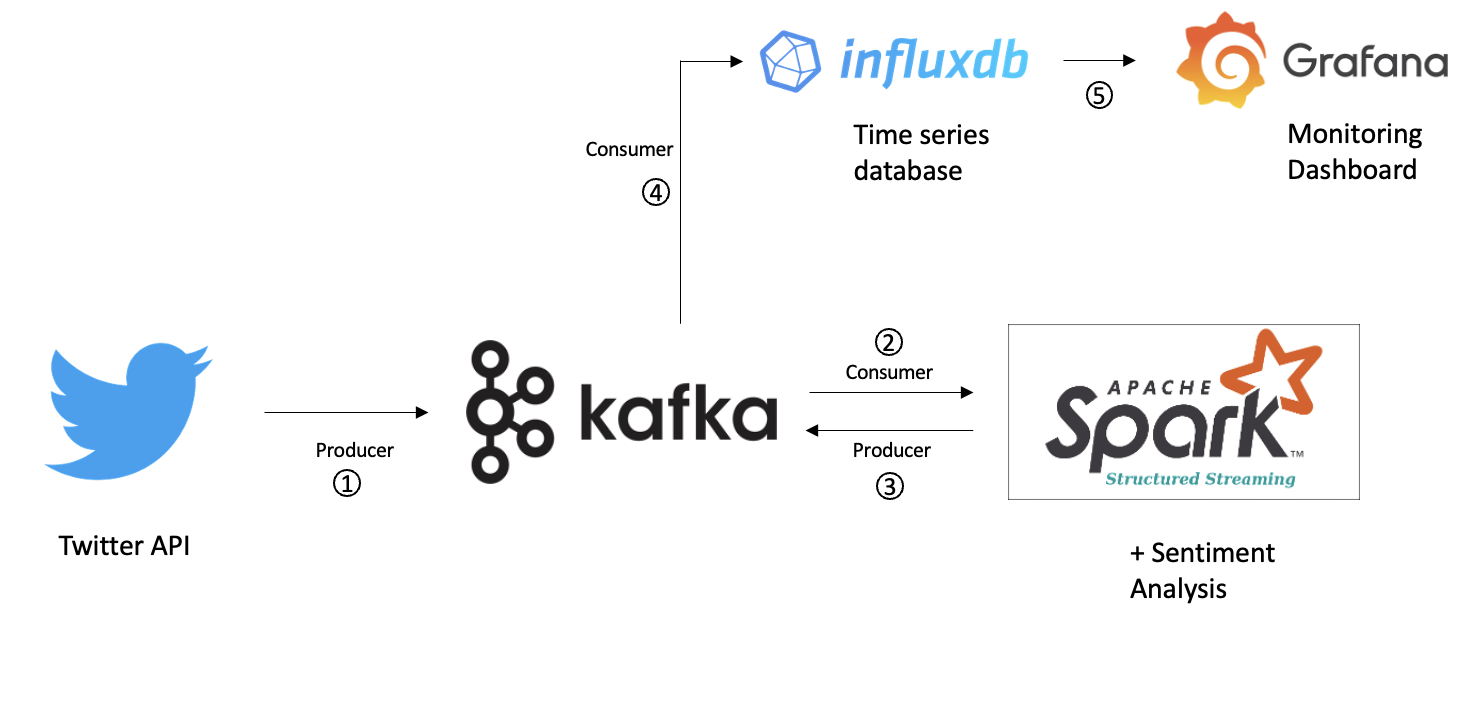 influxdb
Grafana
⑤
Time series
database
Monitoring
Dashboard
Consumer
④
②
Consumer
kafka
APACHE
Spark™
Structured Streaming
Producer
①
Producer
③
Twitter API
+ Sentiment
Analysis